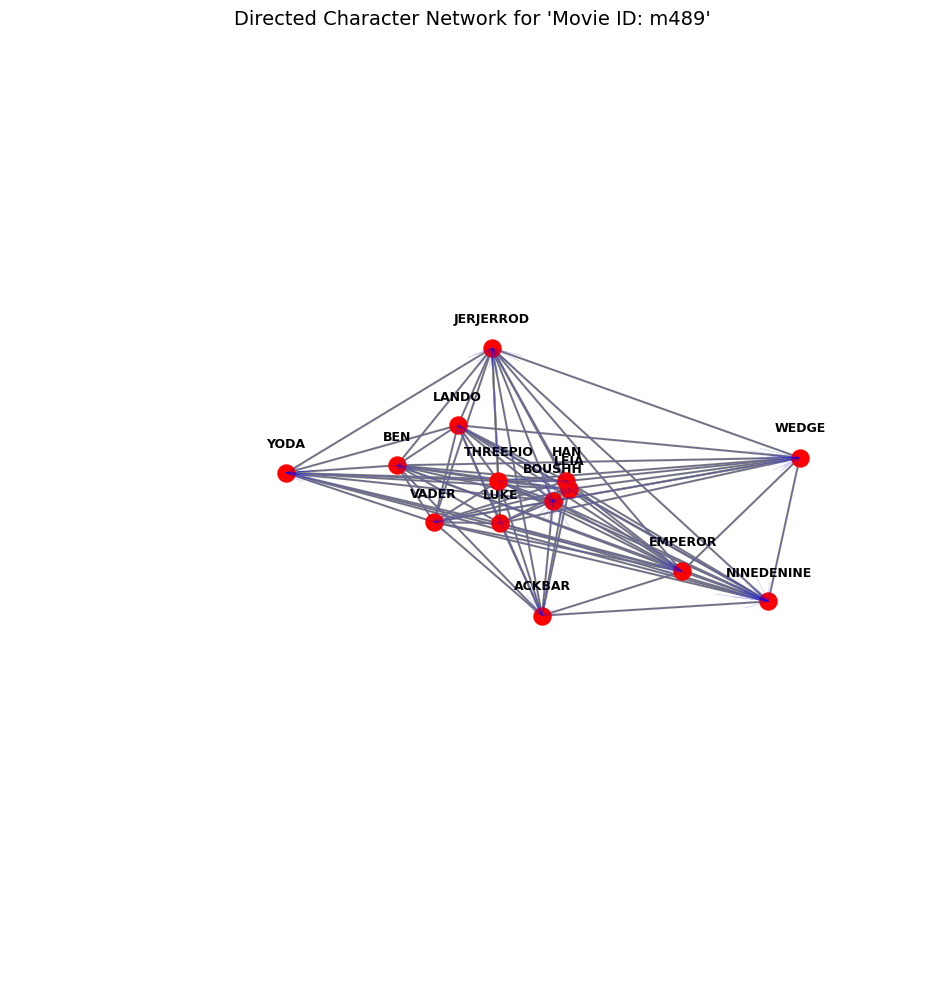 Directed Character Network for 'Movie ID: m489'
JERJERROD
LANDO
WEDGE
BEN
YODA
THREEPIO
HAN
LEIA
BOUSHH
VADER
LUKE
EMPEROR
NINEDENINE
ACKBAR